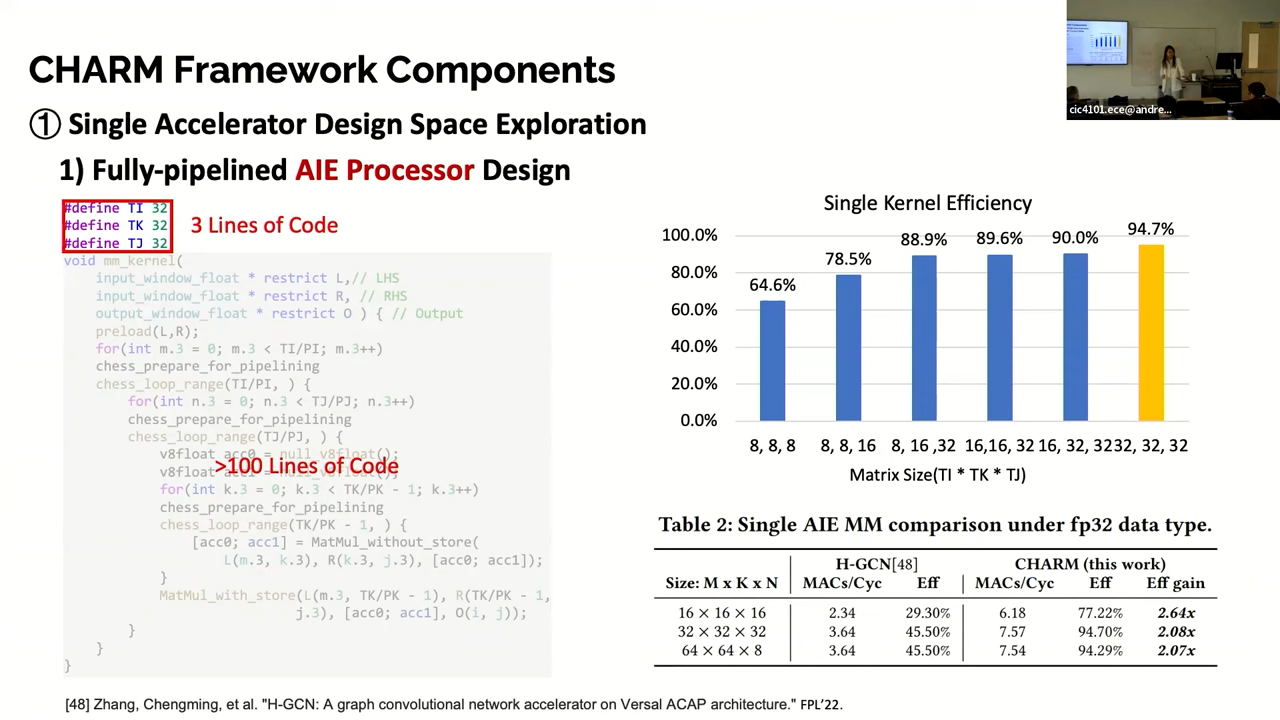 CHARM Framework Components
① Single Accelerator Design Space Exploration
1) Fully-pipelined AIE Processor Design
#define TI 32
#define TK 32
#define TJ 32
3 Lines of Code
void mm_kernel(
input_window_float * restrict L,// LHS
input_window_float * restrict R, // RHS
output_window_float * restrict O ) { // Output
preload(L,R);
for(int m.3 = 0; m.3 < TI/PI; m.3++)
chess_prepare_for_pipelining
chess_loop_range(TI/PI, ) {
for(int n.3 = 0; n.3 < TJ/PJ; n.3++)
chess_prepare_for_pipelining
chess_loop_range(TJ/PJ, ) {
v8float acc0 = null_v8float();
v8float acc1 = null_v8float();
>100 Lines of Code
for(int k.3 = 0; k.3 < TK/PK - 1; k.3++)
chess_prepare_for_pipelining
chess_loop_range(TK/PK - 1, ) {
[acc0; acc1] = MatMul_without_store(
L(m.3, k.3), R(k.3, j.3), [acc0; acc1]);
}
MatMul_with_store(L(m.3, TK/PK - 1), R(TK/PK - 1,
j.3), [acc0; acc1], O(i, j));
}
}
}
Single Kernel Efficiency
100.0%
80.0%
60.0%
40.0%
20.0%
0.0%
64.6%
78.5%
88.9%
89.6%
90.0%
94.7%
8, 8, 8
8, 8, 16
8, 16 ,32
16,16, 32
16, 32, 32
32, 32, 32
Matrix Size(TI * TK * TJ)
Table 2: Single AIE MM comparison under fp32 data type.
H-GCN[48] CHARM (this work)
Size: M x K x N MACs/Cyc Eff MACs/Cyc Eff Eff gain
16 × 16 × 16 2.34 29.30% 6.18 77.22% 2.64x
32 × 32 × 32 3.64 45.50% 7.57 94.70% 2.08x
64 × 64 × 8 3.64 45.50% 7.54 94.29% 2.07x
[48] Zhang, Chengming, et al. "H-GCN: A graph convolutional network accelerator on Versal ACAP architecture." FPL'22.
cic4101.ece@andre...